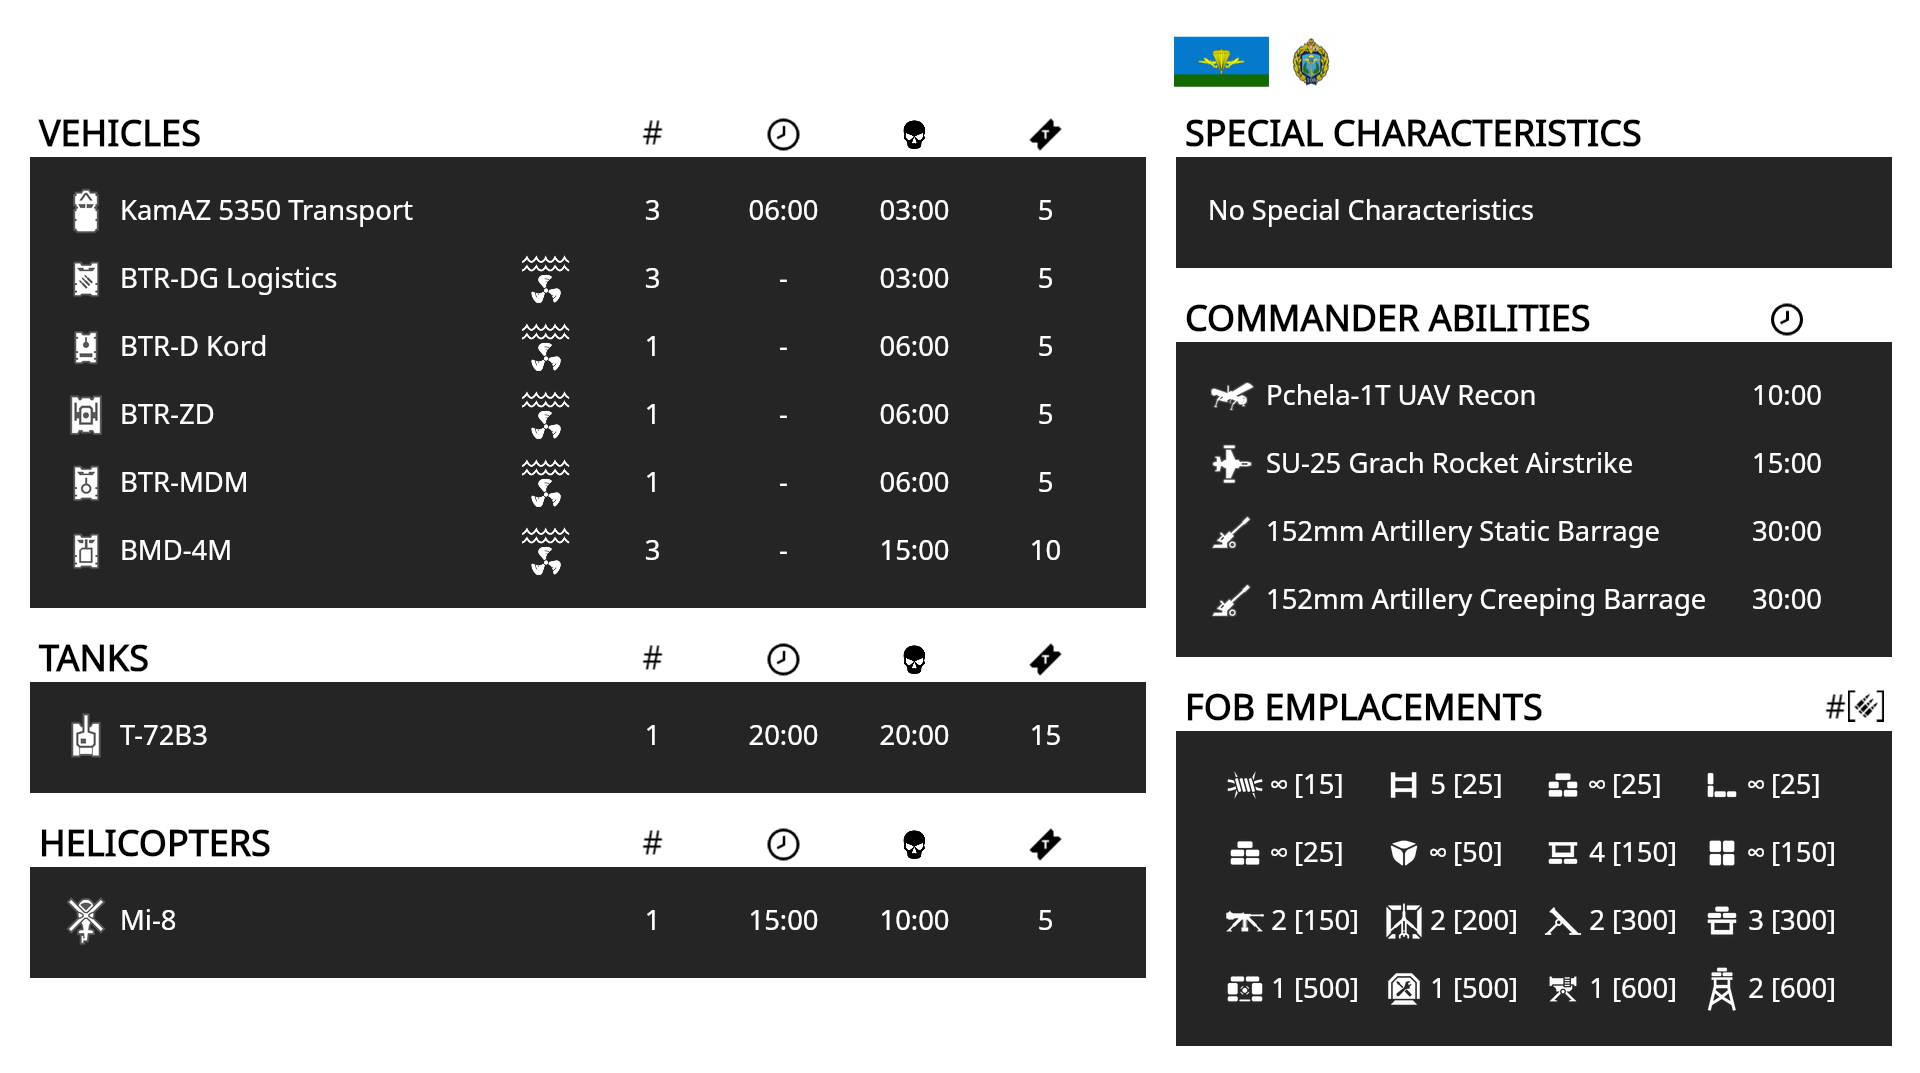 VEHICLES #
KamAZ 5350 Transport 3 06:00 03:00 5
BTR-DG Logistics 3 - 03:00 5
BTR-D Kord 1 - 06:00 5
BTR-ZD 1 - 06:00 5
BTR-MDM 1 - 06:00 5
BMD-4M 3 - 15:00 10
TANKS #
T-72B3 1 20:00 20:00 15
HELICOPTERS #
Mi-8 1 15:00 10:00 5
SPECIAL CHARACTERISTICS
No Special Characteristics
COMMANDER ABILITIES
Pchela-1T UAV Recon 10:00
SU-25 Grach Rocket Airstrike 15:00
152mm Artillery Static Barrage 30:00
152mm Artillery Creeping Barrage 30:00
FOB EMPLACEMENTS #[ ]
∞ [15] 5 [25] ∞ [25] ∞ [25]
∞ [25] ∞ [50] 4 [150] ∞ [150]
2 [150] 2 [200] 2 [300] 3 [300]
1 [500] 1 [500] 1 [600] 2 [600]